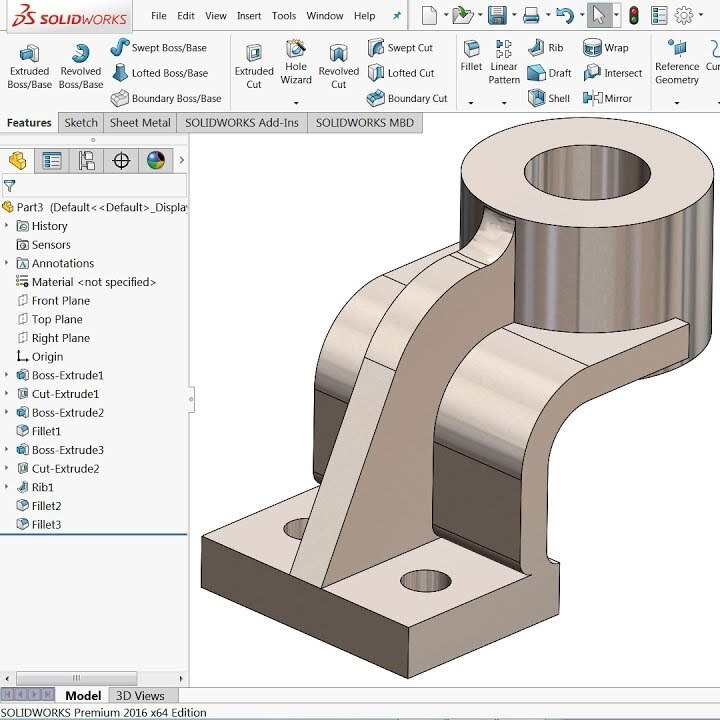 SOLIDWORKS File Edit View Insert Tools Window Help
Extruded Boss/Base
Revolved Boss/Base
Swept Boss/Base
Lofted Boss/Base
Boundary Boss/Base
Extruded Cut
Hole Wizard
Revolved Cut
Swept Cut
Lofted Cut
Boundary Cut
Fillet
Linear Pattern
Rib
Draft
Shell
Wrap
Intersect
Mirror
Reference Geometry
Features Sketch Sheet Metal SOLIDWORKS Add-Ins SOLIDWORKS MBD
Part3 (Default<<Default>_Displa
History
Sensors
Annotations
Material <not specified>
Front Plane
Top Plane
Right Plane
Origin
Boss-Extrude1
Cut-Extrude1
Boss-Extrude2
Fillet1
Boss-Extrude3
Cut-Extrude2
Rib1
Fillet2
Fillet3
Model 3D Views
SOLIDWORKS Premium 2016 x64 Edition